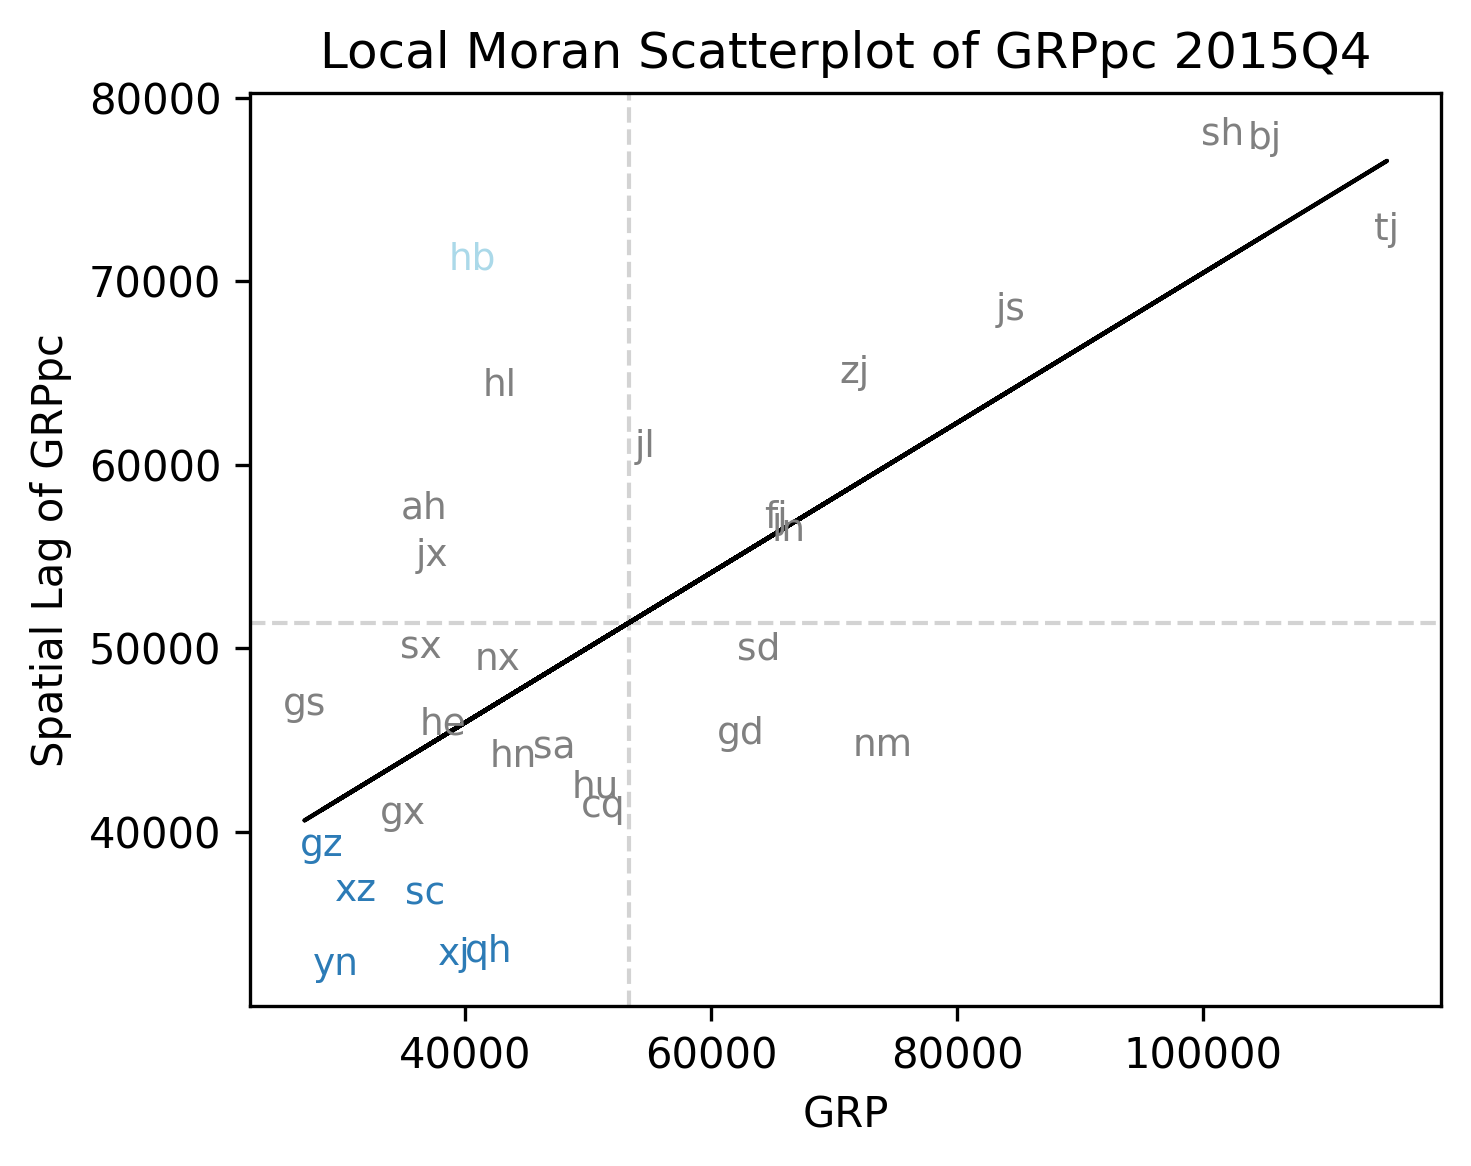 Local Moran Scatterplot of GRPpc 2015Q4
80000
70000
60000
50000
40000
Spatial Lag of GRPpc
sh bj
tj
hb
js
zj
hl
jl
ah
fj
ln
jx
sx
nx
sd
gs
he
gd
hn
sa
nm
hu
cq
gx
gz
xz
sc
xj
qh
yn
40000 60000 80000 100000
GRP